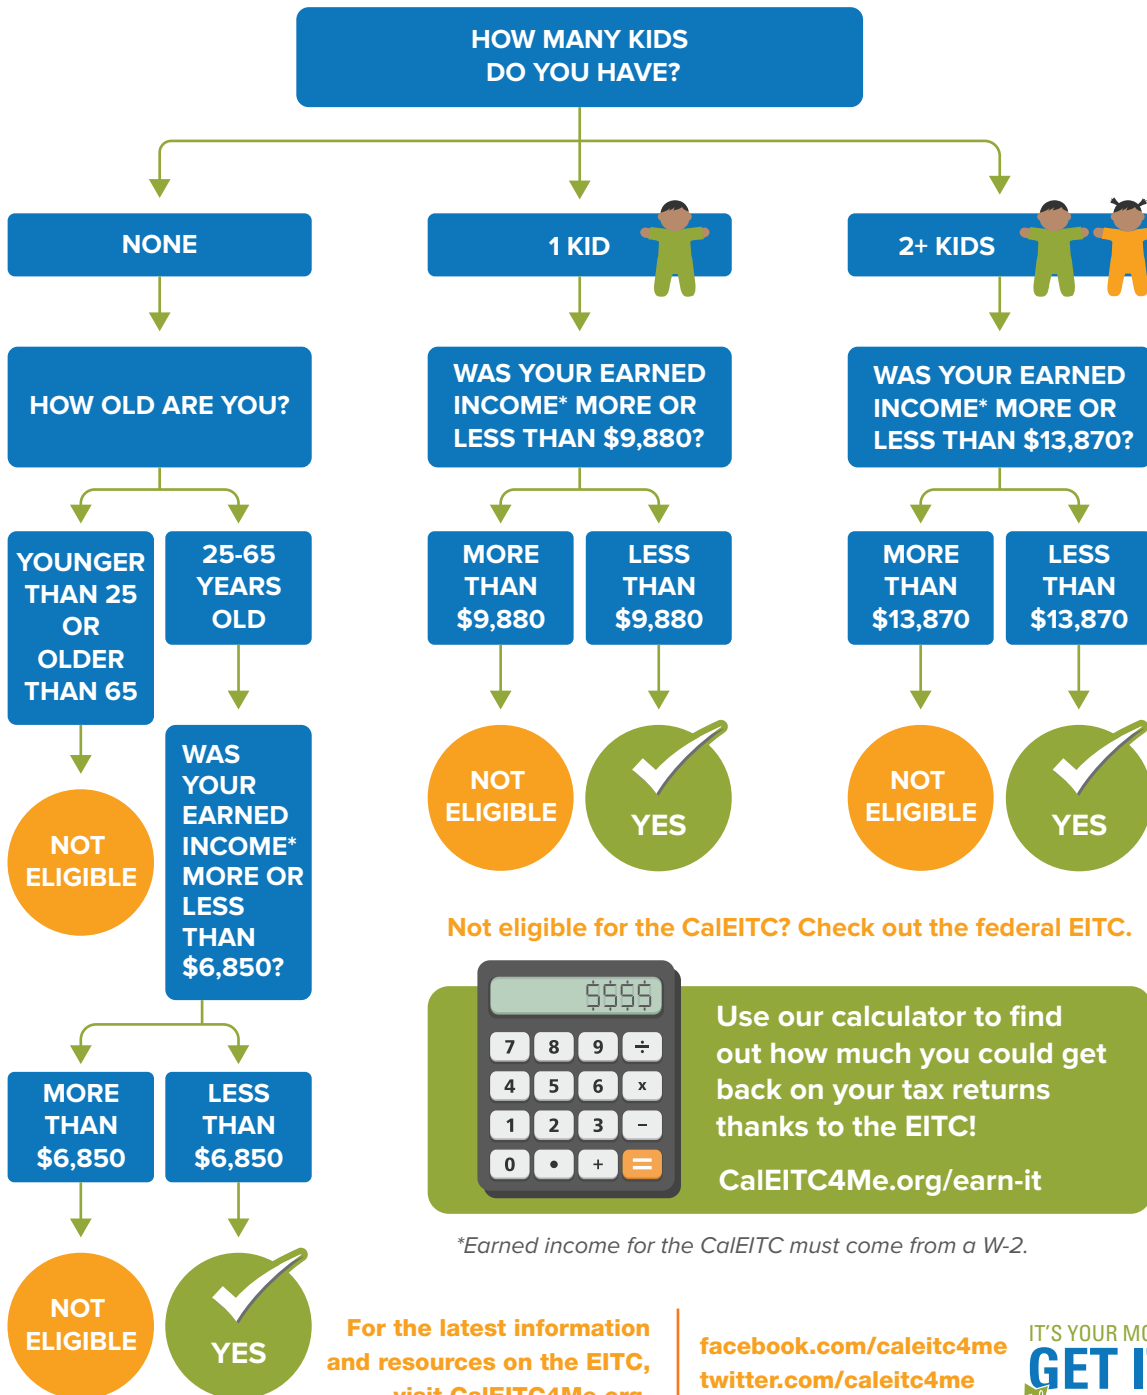 HOW MANY KIDS
DO YOU HAVE?
NONE
1 KID
2+ KIDS
HOW OLD ARE YOU?
WAS YOUR EARNED
INCOME* MORE OR
LESS THAN $9,880?
WAS YOUR EARNED
INCOME* MORE OR
LESS THAN $13,870?
YOUNGER
THAN 25
OR
OLDER
THAN 65
25-65
YEARS
OLD
MORE
THAN
$9,880
LESS
THAN
$9,880
MORE
THAN
$13,870
LESS
THAN
$13,870
NOT
ELIGIBLE
WAS
YOUR
EARNED
INCOME*
MORE OR
LESS
THAN
$6,850?
NOT
ELIGIBLE
YES
NOT
ELIGIBLE
YES
MORE
THAN
$6,850
LESS
THAN
$6,850
NOT
ELIGIBLE
YES
Not eligible for the CalEITC? Check out the federal EITC.
$$$$
7 8 9 ÷
4 5 6 x
1 2 3 −
0 • + =
Use our calculator to find
out how much you could get
back on your tax returns
thanks to the EITC!
CalEITC4Me.org/earn-it
*Earned income for the CalEITC must come from a W-2.
For the latest information
and resources on the EITC,
visit CalEITC4Me.org
facebook.com/caleitc4me
twitter.com/caleitc4me
IT'S YOUR
GET